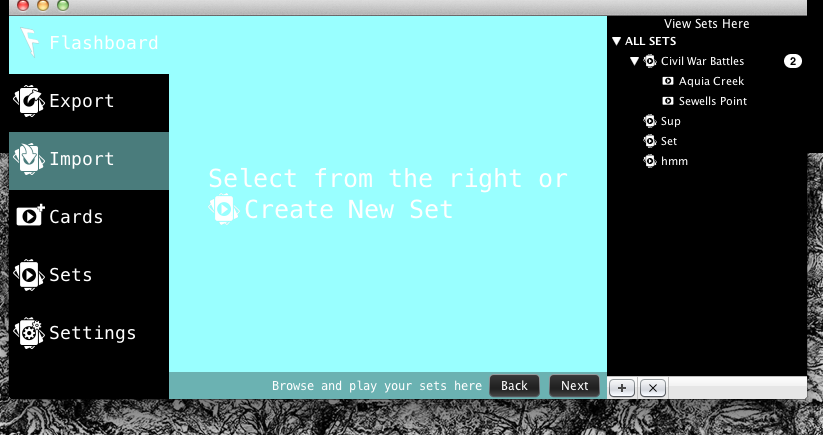 Flashboard
Export
Import
Cards
Sets
Settings
Select from the right or
Create New Set
Browse and play your sets here
Back
Next
View Sets Here
ALL SETS
Civil War Battles 2
Aquia Creek
Sewells Point
Sup
Set
hmm